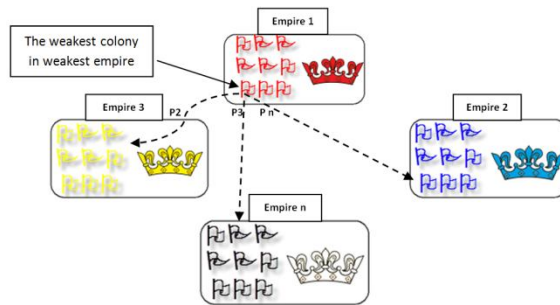 Empire 1
The weakest colony
in weakest empire
Empire 3
P2
P3
P n
Empire 2
Empire n